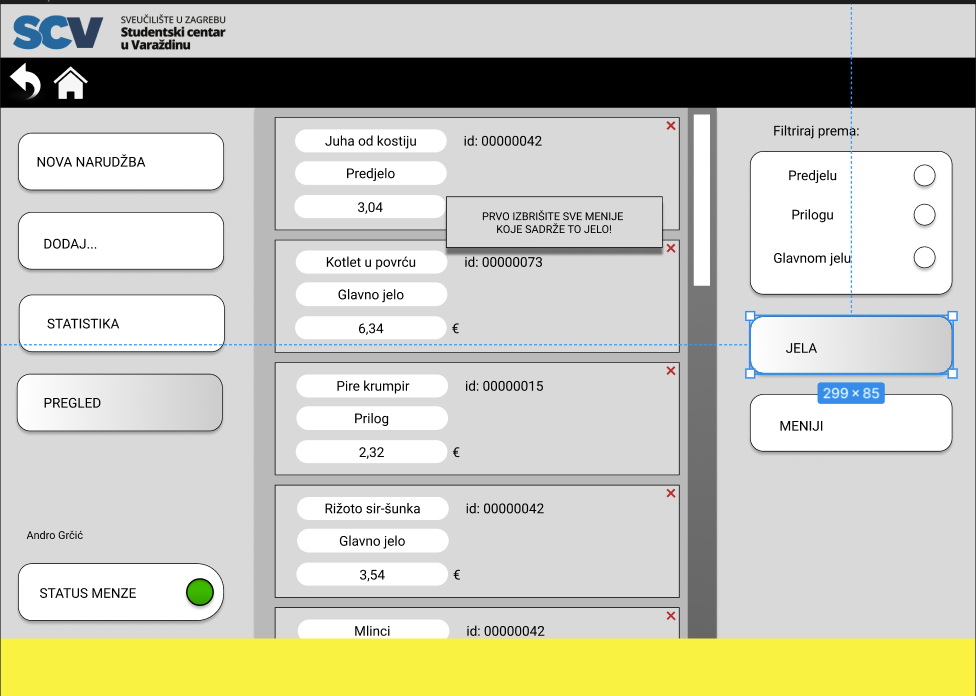 SCV
SVEUČILIŠTE U ZAGREBU
Studentski centar
u Varaždinu
NOVA NARUDŽBA
DODAJ...
STATISTIKA
PREGLED
Andro Grčić
STATUS MENZE
Juha od kostiju
id: 00000042
Predjelo
3,04
PRVO IZBRIŠITE SVE MENIJE
KOJE SADRŽE TO JELO!
Kotlet u povrću
id: 00000073
Glavno jelo
6,34 €
Pire krumpir
id: 00000015
Prilog
2,32 €
Rižoto sir-šunka
id: 00000042
Glavno jelo
3,54 €
Mlinci
id: 00000042
Filtriraj prema:
Predjelu
Prilogu
Glavnom jelu
JELA
299 × 85
MENIJI